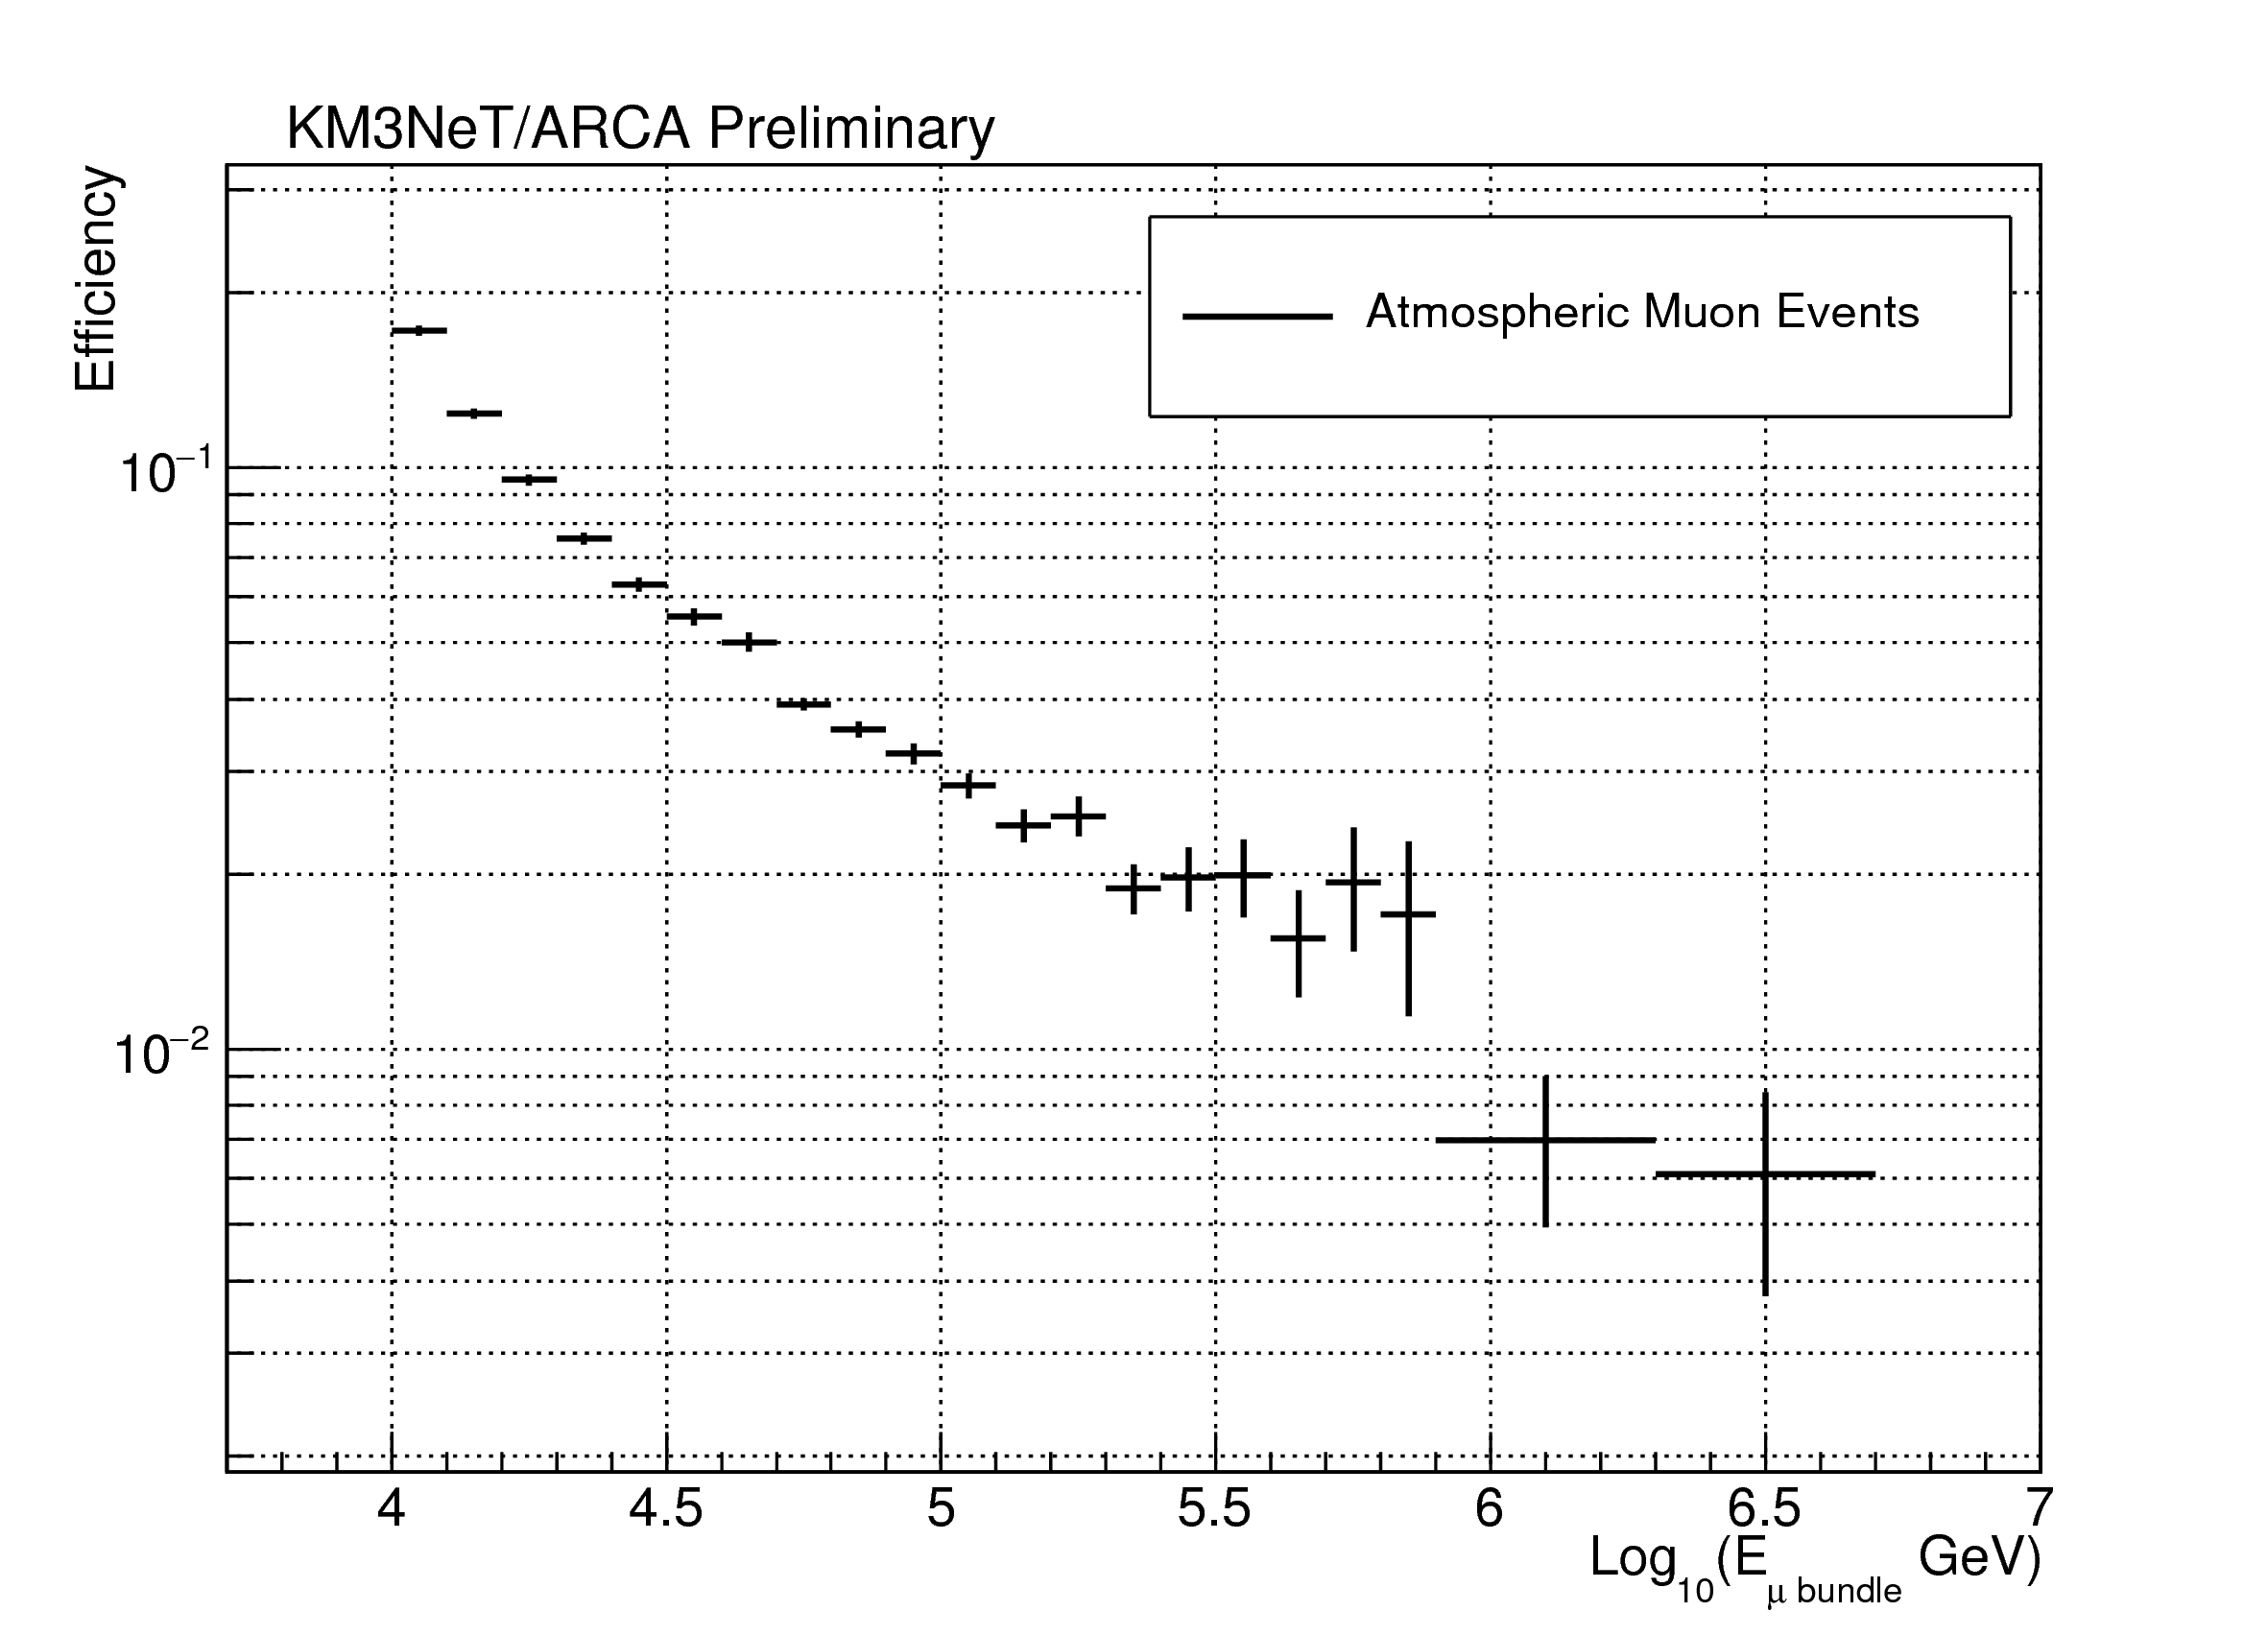 KM3NeT/ARCA Preliminary
Efficiency
Atmospheric Muon Events
10⁻¹
10⁻²
4 4.5 5 5.5 6 6.5 7
Log₁₀(E_μ bundle GeV)